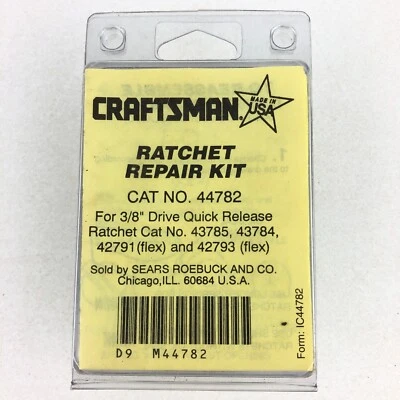 CRAFTSMAN®
MADE IN
USA
RATCHET
REPAIR KIT
CAT NO. 44782
For 3/8" Drive Quick Release
Ratchet Cat No. 43785, 43784,
42791(flex) and 42793 (flex)
Sold by SEARS ROEBUCK AND CO.
Chicago,ILL. 60684 U.S.A.
D9 M44782
Form: IC44782